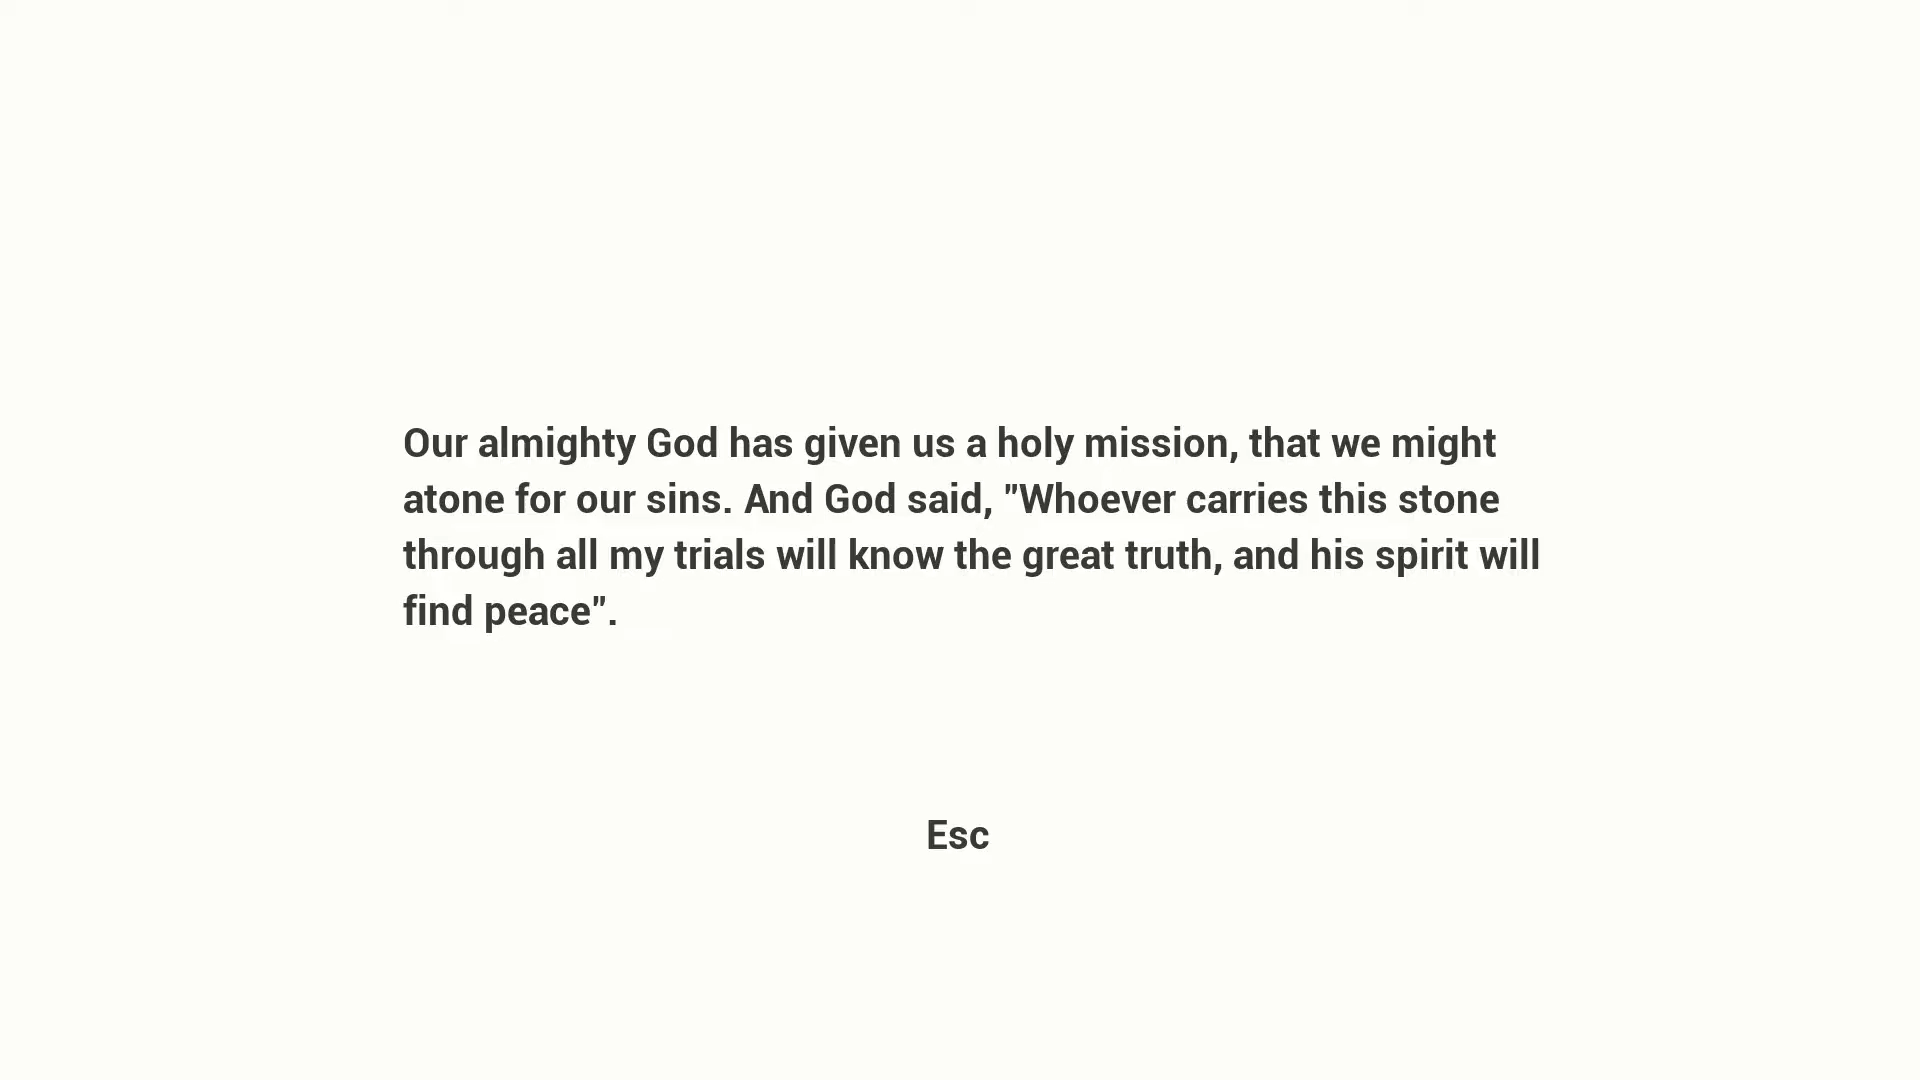 Our almighty God has given us a holy mission, that we might
atone for our sins. And God said, "Whoever carries this stone
through all my trials will know the great truth, and his spirit will
find peace".
Esc